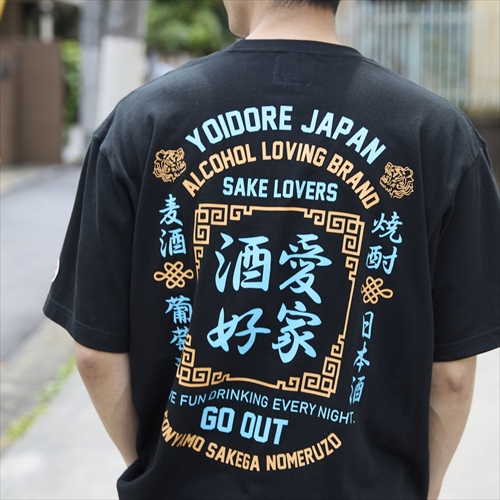 YOIDORE JAPAN
ALCOHOL LOVING BRAND
SAKE LOVERS
麦酒
焼酎
酒愛
好家
日本酒
FUN DRINKING EVERY NIGHT.
GO OUT
SAKEGA NOMERUZO